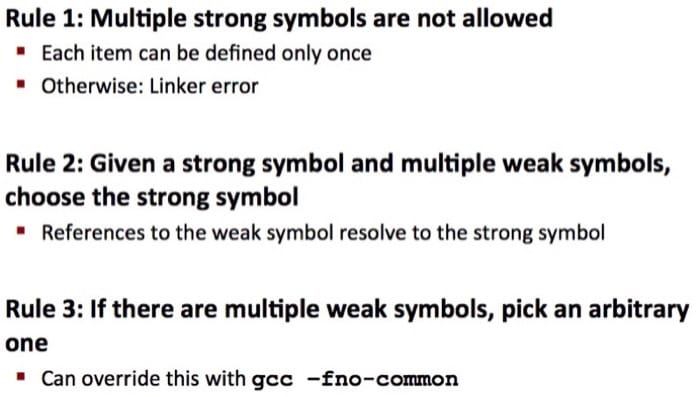 Rule 1: Multiple strong symbols are not allowed
▪ Each item can be defined only once
▪ Otherwise: Linker error
Rule 2: Given a strong symbol and multiple weak symbols,
choose the strong symbol
▪ References to the weak symbol resolve to the strong symbol
Rule 3: If there are multiple weak symbols, pick an arbitrary
one
▪ Can override this with gcc –fno-common